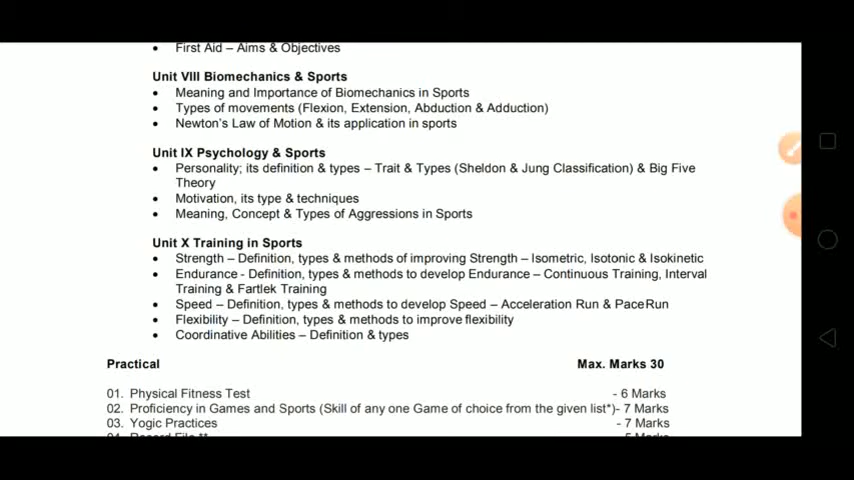 • First Aid – Aims & Objectives
Unit VIII Biomechanics & Sports
• Meaning and Importance of Biomechanics in Sports
• Types of movements (Flexion, Extension, Abduction & Adduction)
• Newton's Law of Motion & its application in sports
Unit IX Psychology & Sports
• Personality; its definition & types – Trait & Types (Sheldon & Jung Classification) & Big Five
Theory
• Motivation, its type & techniques
• Meaning, Concept & Types of Aggressions in Sports
Unit X Training in Sports
• Strength – Definition, types & methods of improving Strength – Isometric, Isotonic & Isokinetic
• Endurance - Definition, types & methods to develop Endurance – Continuous Training, Interval
Training & Fartlek Training
• Speed – Definition, types & methods to develop Speed – Acceleration Run & Pace Run
• Flexibility – Definition, types & methods to improve flexibility
• Coordinative Abilities – Definition & types
Practical Max. Marks 30
01. Physical Fitness Test - 6 Marks
02. Proficiency in Games and Sports (Skill of any one Game of choice from the given list*)- 7 Marks
03. Yogic Practices - 7 Marks
04. Record File ** - 5 Marks